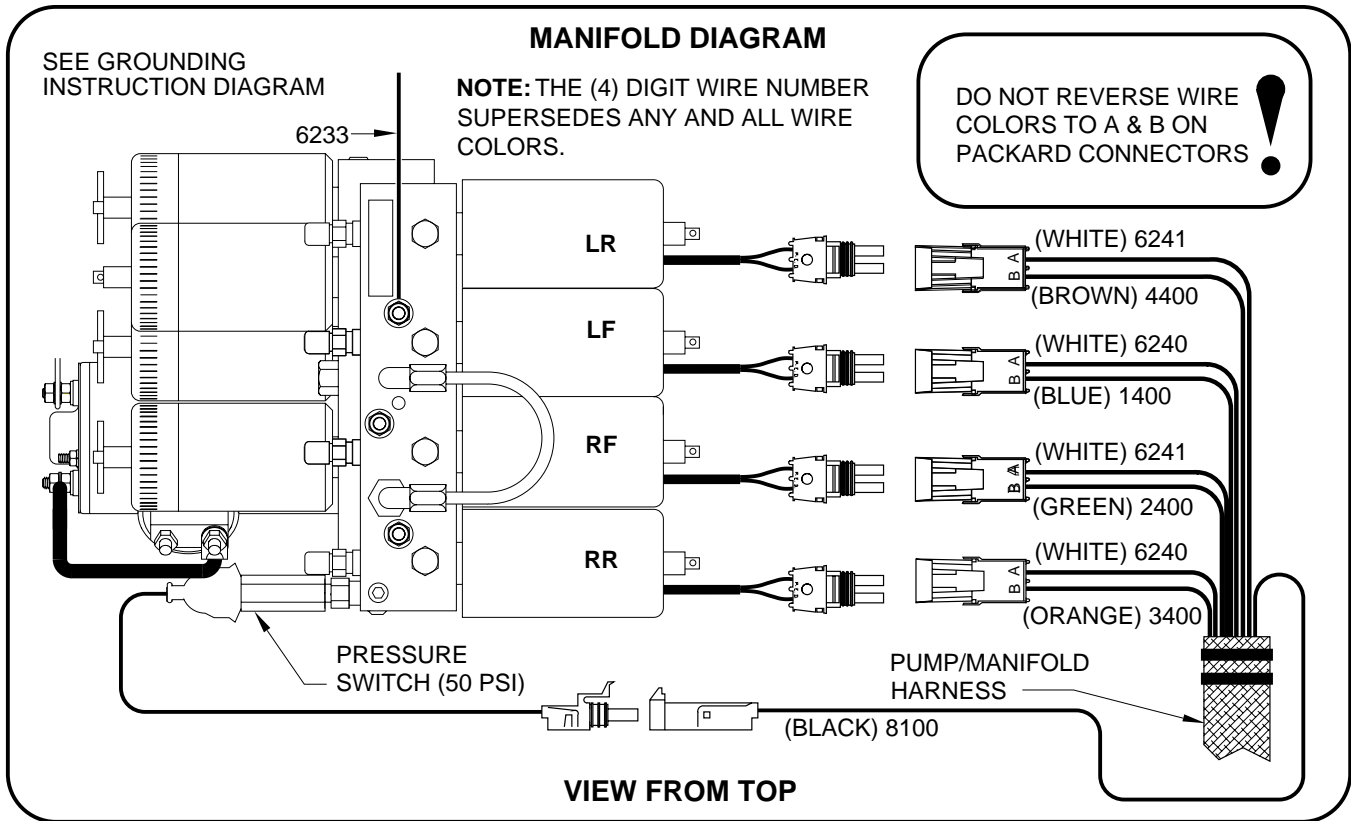 MANIFOLD DIAGRAM
SEE GROUNDING
INSTRUCTION DIAGRAM
NOTE: THE (4) DIGIT WIRE NUMBER
SUPERSEDES ANY AND ALL WIRE
COLORS.
6233
DO NOT REVERSE WIRE
COLORS TO A & B ON
PACKARD CONNECTORS
!
LR
B A
(WHITE) 6241
(BROWN) 4400
LF
B A
(WHITE) 6240
(BLUE) 1400
RF
B A
(WHITE) 6241
(GREEN) 2400
RR
B A
(WHITE) 6240
(ORANGE) 3400
PRESSURE
SWITCH (50 PSI)
PUMP/MANIFOLD
HARNESS
(BLACK) 8100
VIEW FROM TOP